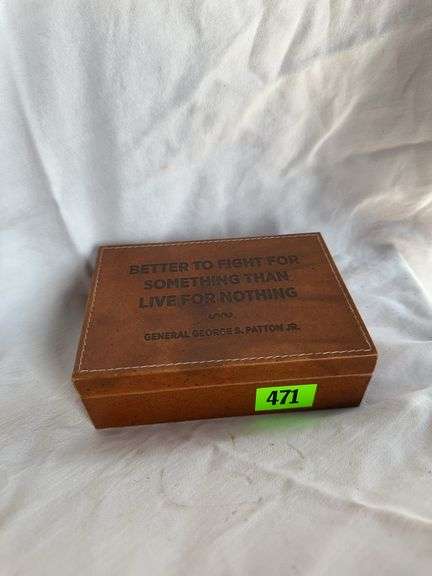 BETTER TO FIGHT FOR
SOMETHING THAN
LIVE FOR NOTHING
GENERAL GEORGE S. PATTON JR.
471